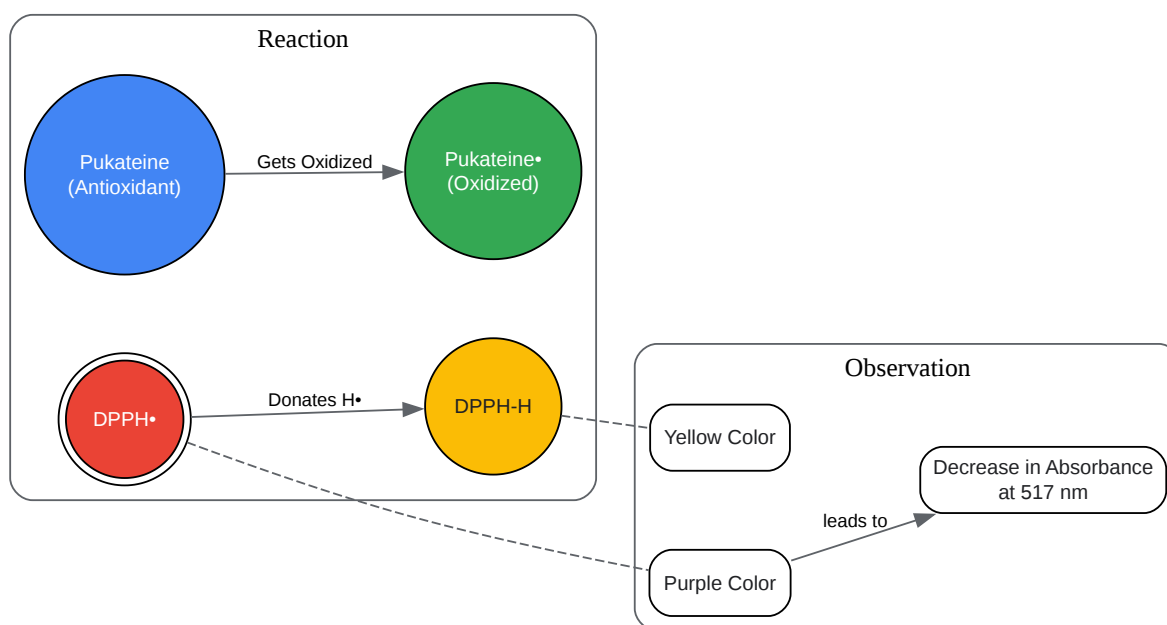 Reaction
Pukateine
(Antioxidant)
Gets Oxidized
Pukateine•
(Oxidized)
DPPH•
Donates H•
DPPH-H
Observation
Yellow Color
Decrease in Absorbance
at 517 nm
leads to
Purple Color